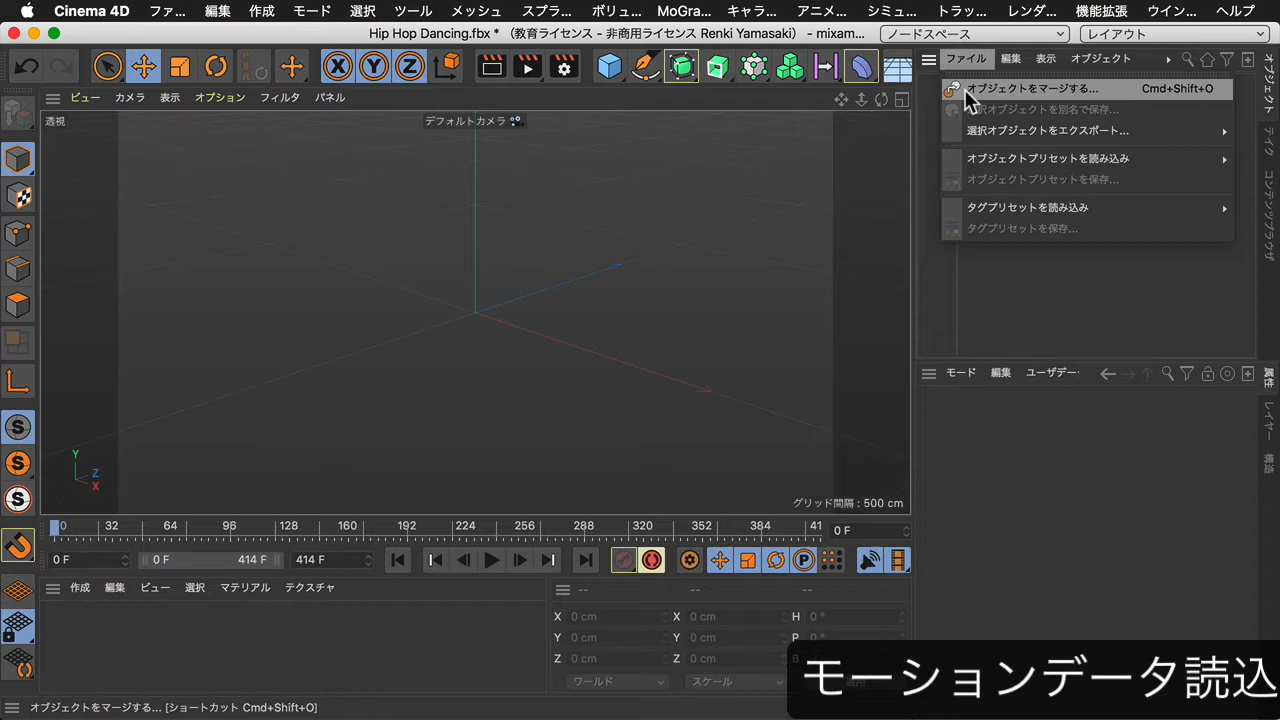 Cinema 4D ファ... 編集 作成 モード 選択 ツール メッシュ スプラ... ボリュ... MoGra... キャラ... アニメ... シミュ... トラッ... レンダ... 機能拡張 ウイン... ヘルプ
Hip Hop Dancing.fbx * （教育ライセンス - 非商用ライセンス Renki Yamasaki） - mixam...
ノードスペース
レイアウト
ファイル 編集 表示 オブジェクト
X Y Z
P S R
ビュー カメラ 表示 オプション フィルタ パネル
透視
デフォルトカメラ
オブジェクトをマージする... Cmd+Shift+O
択オブジェクトを別名で保存...
選択オブジェクトをエクスポート...
オブジェクトプリセットを読み込み
オブジェクトプリセットを保存...
タグプリセットを読み込み
タグプリセットを保存...
オブジェクト
テイク
コンテンツブラウザ
モード 編集 ユーザデー
属性
レイヤー
構造
S
S
S
Y
Z
X
グリッド間隔 : 500 cm
0 32 64 96 128 160 192 224 256 288 320 352 384 41
0 F
0 F 0 F 414 F 414 F
P
作成 編集 ビュー 選択 マテリアル テクスチャ
-- -- --
X 0 cm X 0 cm H 0 °
Y 0 cm Y 0 cm P 0 °
Z 0 cm Z 0 cm B
ワールド スケール
モーションデータ読込
オブジェクトをマージする... [ショートカット Cmd+Shift+O]